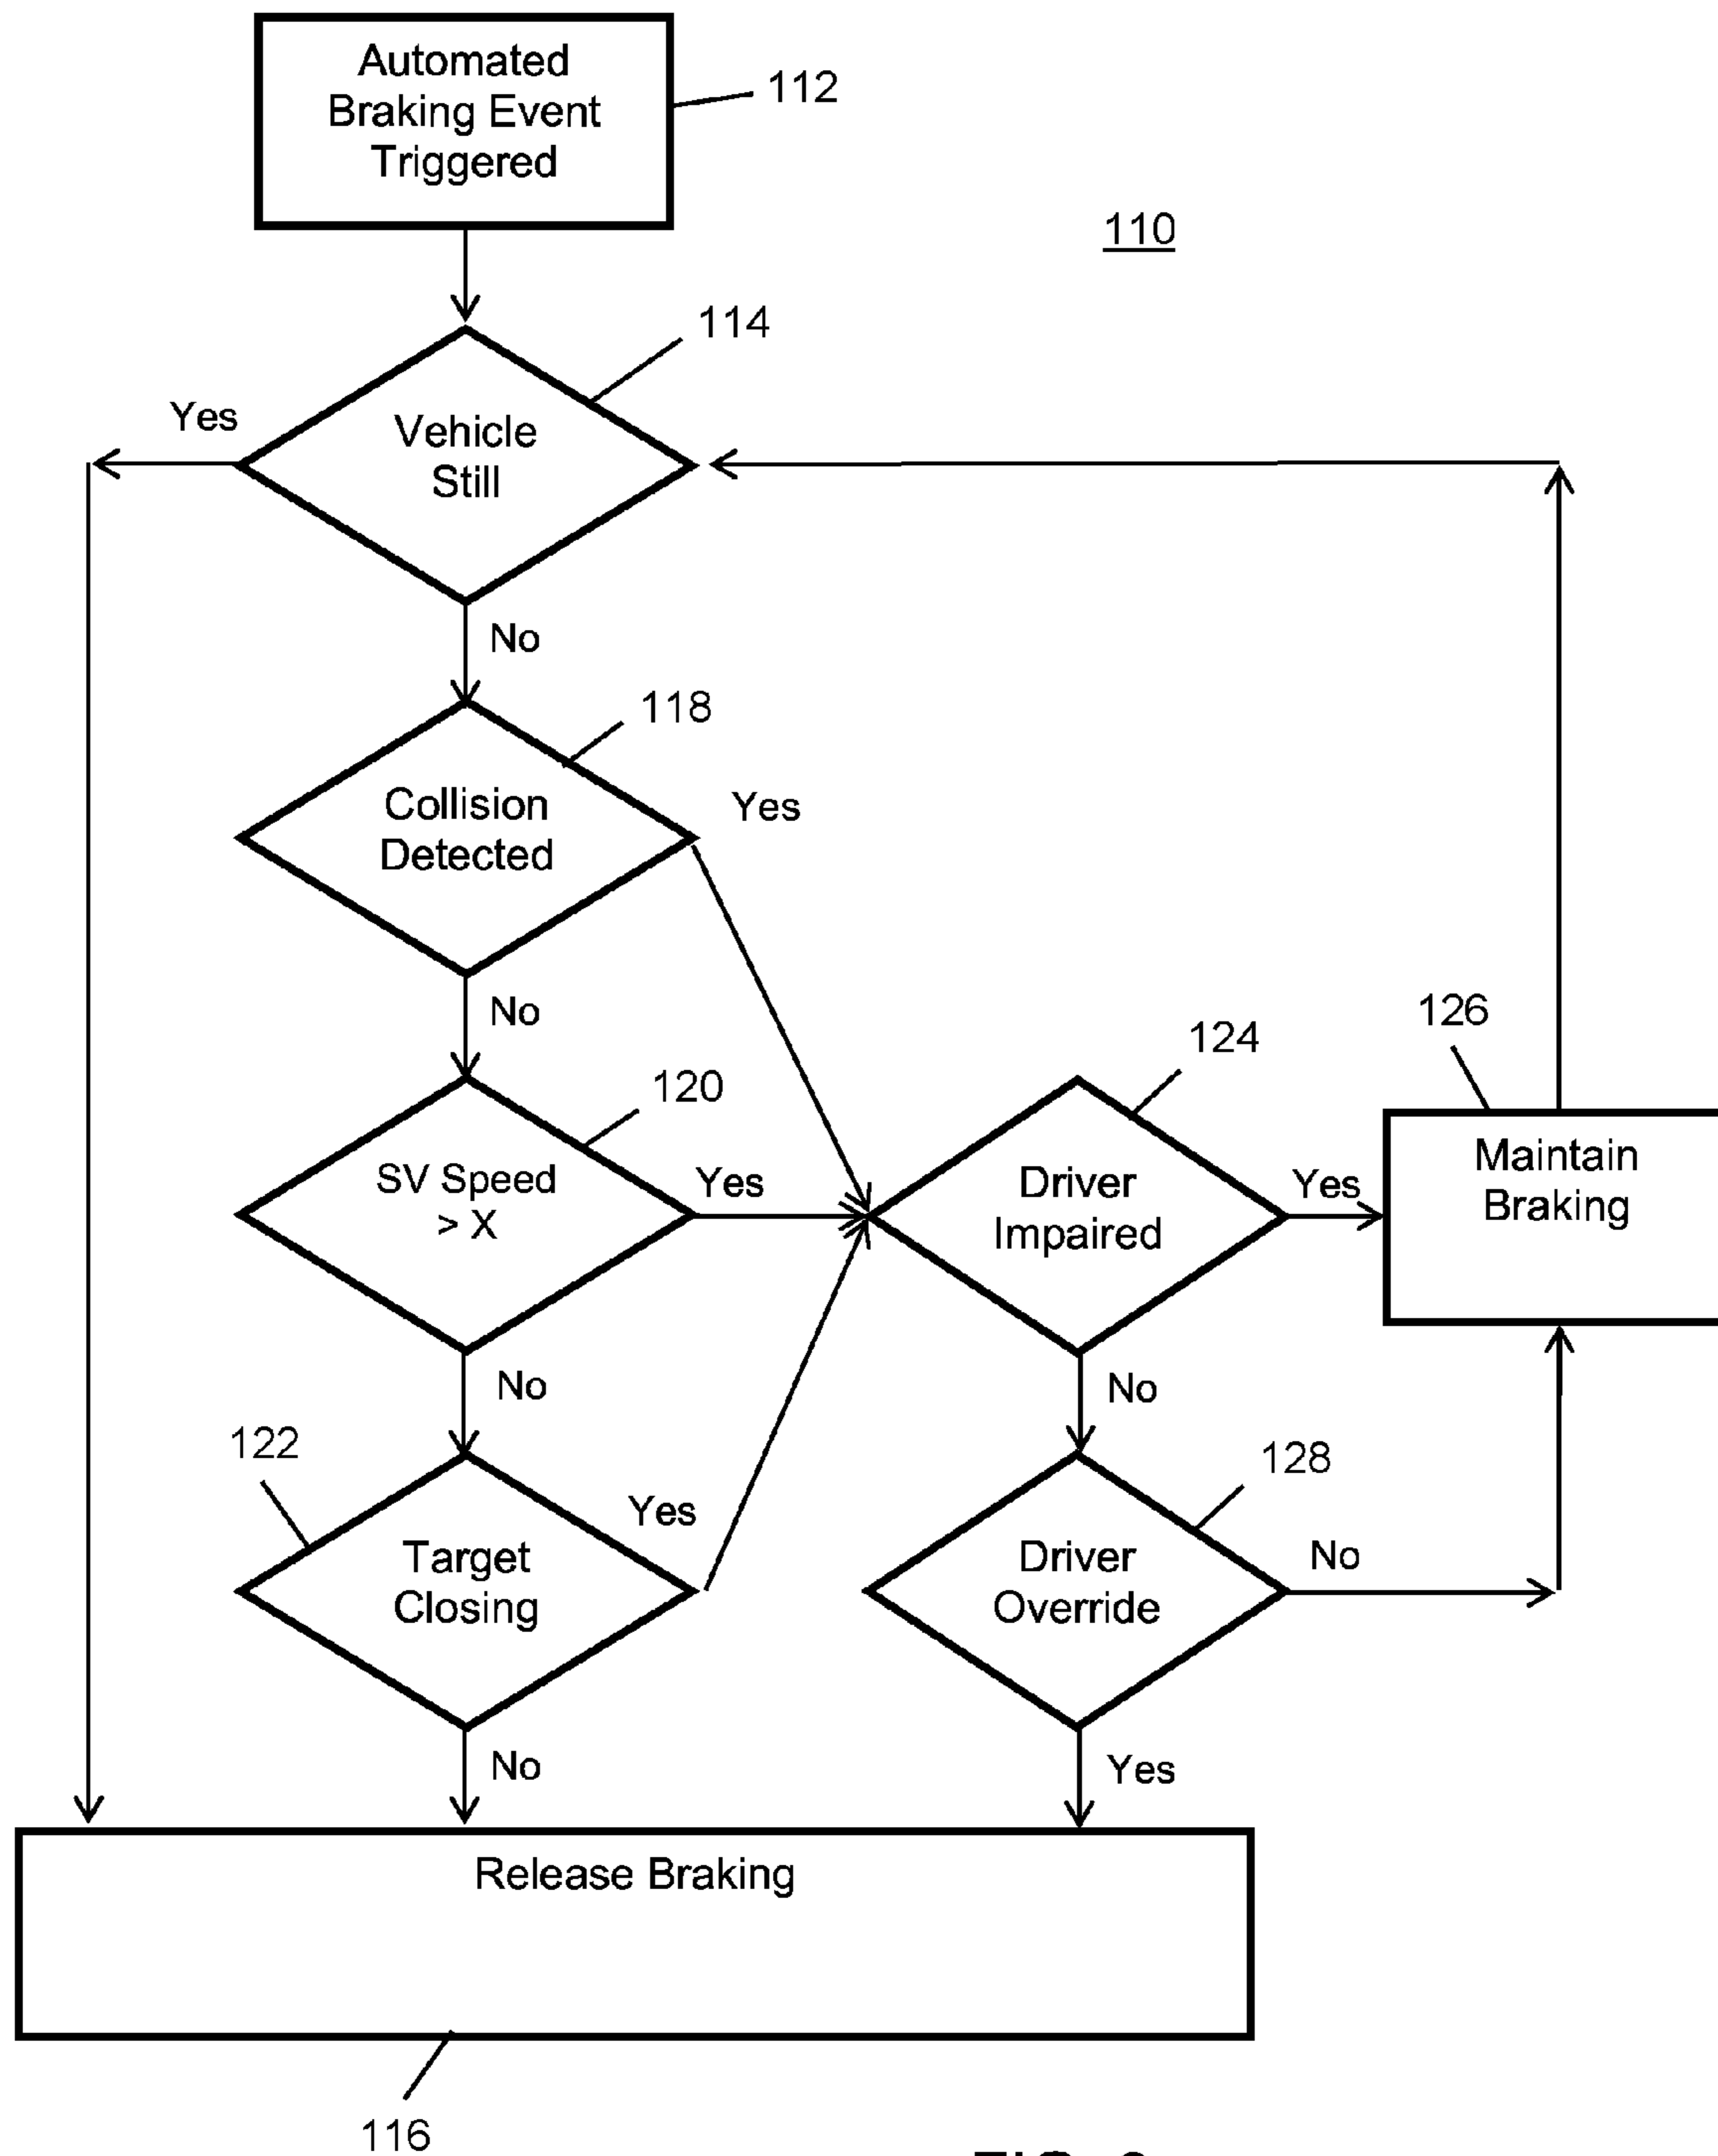 Automated
Braking Event
Triggered
112
110
114
Yes
Vehicle
Still
No
118
Collision
Detected
Yes
No
120
SV Speed
> X
Yes
124
Driver
Impaired
Yes
126
Maintain
Braking
No
122
Target
Closing
Yes
No
128
Driver
Override
No
No
Yes
Release Braking
116